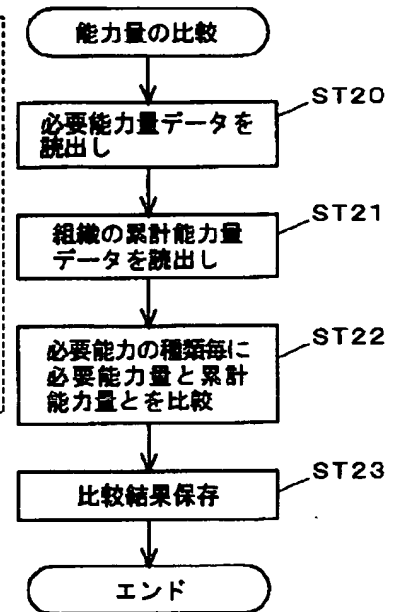 能力量の比較
ST20
必要能力量データを
読出し
ST21
組織の累計能力量
データを読出し
ST22
必要能力の種類毎に
必要能力量と累計
能力量とを比較
ST23
比較結果保存
エンド